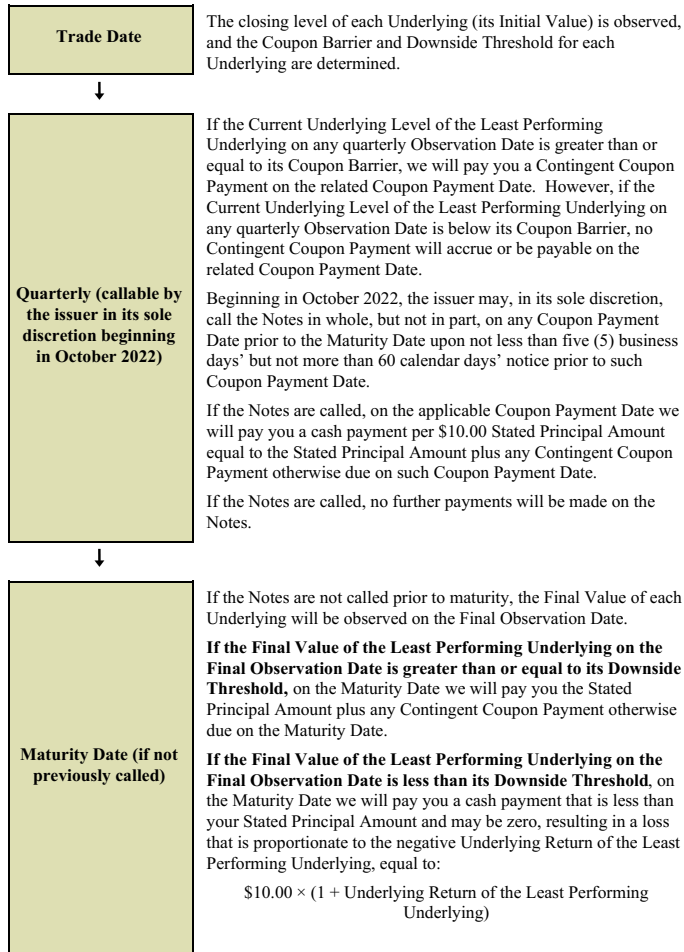 Trade Date
The closing level of each Underlying (its Initial Value) is observed,
and the Coupon Barrier and Downside Threshold for each
Underlying are determined.
Quarterly (callable by
the issuer in its sole
discretion beginning
in October 2022)
If the Current Underlying Level of the Least Performing
Underlying on any quarterly Observation Date is greater than or
equal to its Coupon Barrier, we will pay you a Contingent Coupon
Payment on the related Coupon Payment Date. However, if the
Current Underlying Level of the Least Performing Underlying on
any quarterly Observation Date is below its Coupon Barrier, no
Contingent Coupon Payment will accrue or be payable on the
related Coupon Payment Date.
Beginning in October 2022, the issuer may, in its sole discretion,
call the Notes in whole, but not in part, on any Coupon Payment
Date prior to the Maturity Date upon not less than five (5) business
days’ but not more than 60 calendar days’ notice prior to such
Coupon Payment Date.
If the Notes are called, on the applicable Coupon Payment Date we
will pay you a cash payment per $10.00 Stated Principal Amount
equal to the Stated Principal Amount plus any Contingent Coupon
Payment otherwise due on such Coupon Payment Date.
If the Notes are called, no further payments will be made on the
Notes.
Maturity Date (if not
previously called)
If the Notes are not called prior to maturity, the Final Value of each
Underlying will be observed on the Final Observation Date.
If the Final Value of the Least Performing Underlying on the
Final Observation Date is greater than or equal to its Downside
Threshold, on the Maturity Date we will pay you the Stated
Principal Amount plus any Contingent Coupon Payment otherwise
due on the Maturity Date.
If the Final Value of the Least Performing Underlying on the
Final Observation Date is less than its Downside Threshold, on
the Maturity Date we will pay you a cash payment that is less than
your Stated Principal Amount and may be zero, resulting in a loss
that is proportionate to the negative Underlying Return of the Least
Performing Underlying, equal to:
$10.00 × (1 + Underlying Return of the Least Performing
Underlying)